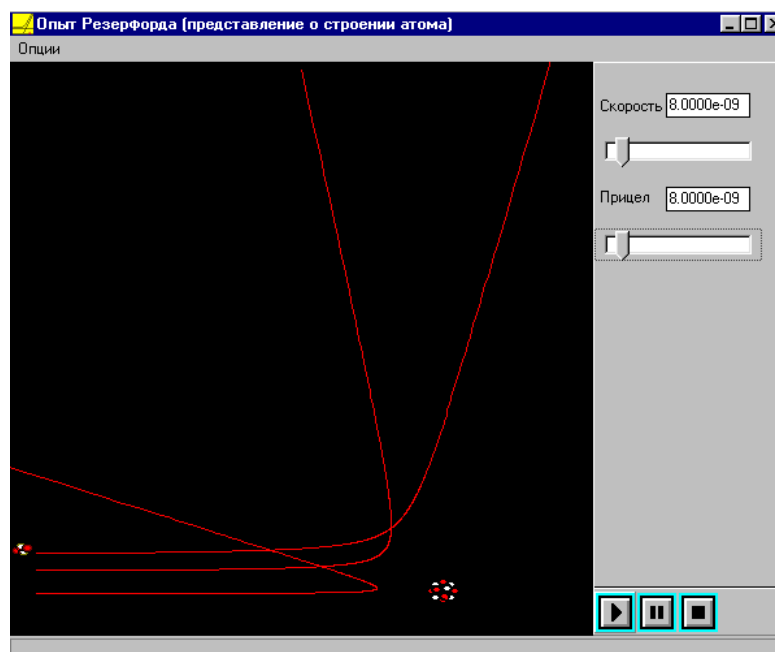 Опыт Резерфорда (представление о строении атома)
Опции
Скорость 8.0000e-09
Прицел 8.0000e-09